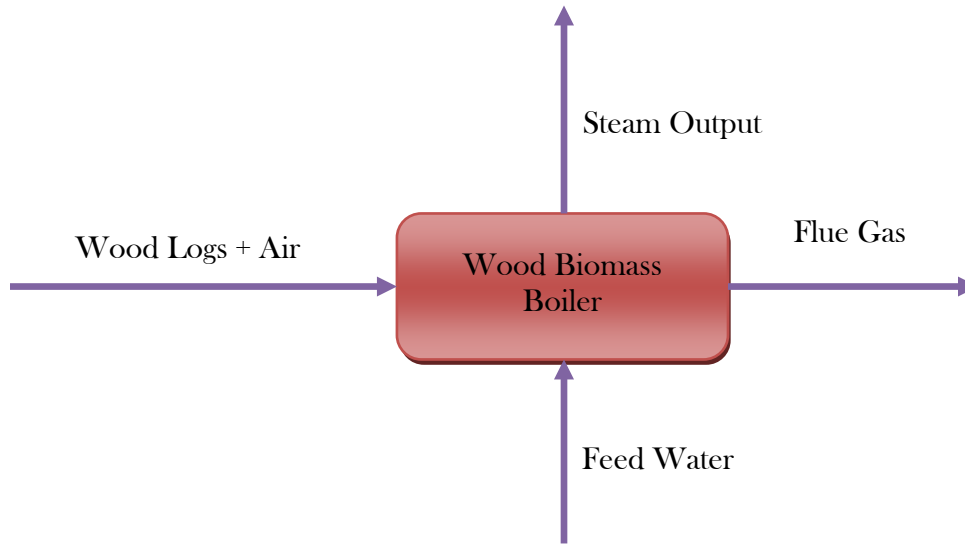 Steam Output
Wood Logs + Air
Flue Gas
Wood Biomass
Boiler
Feed Water